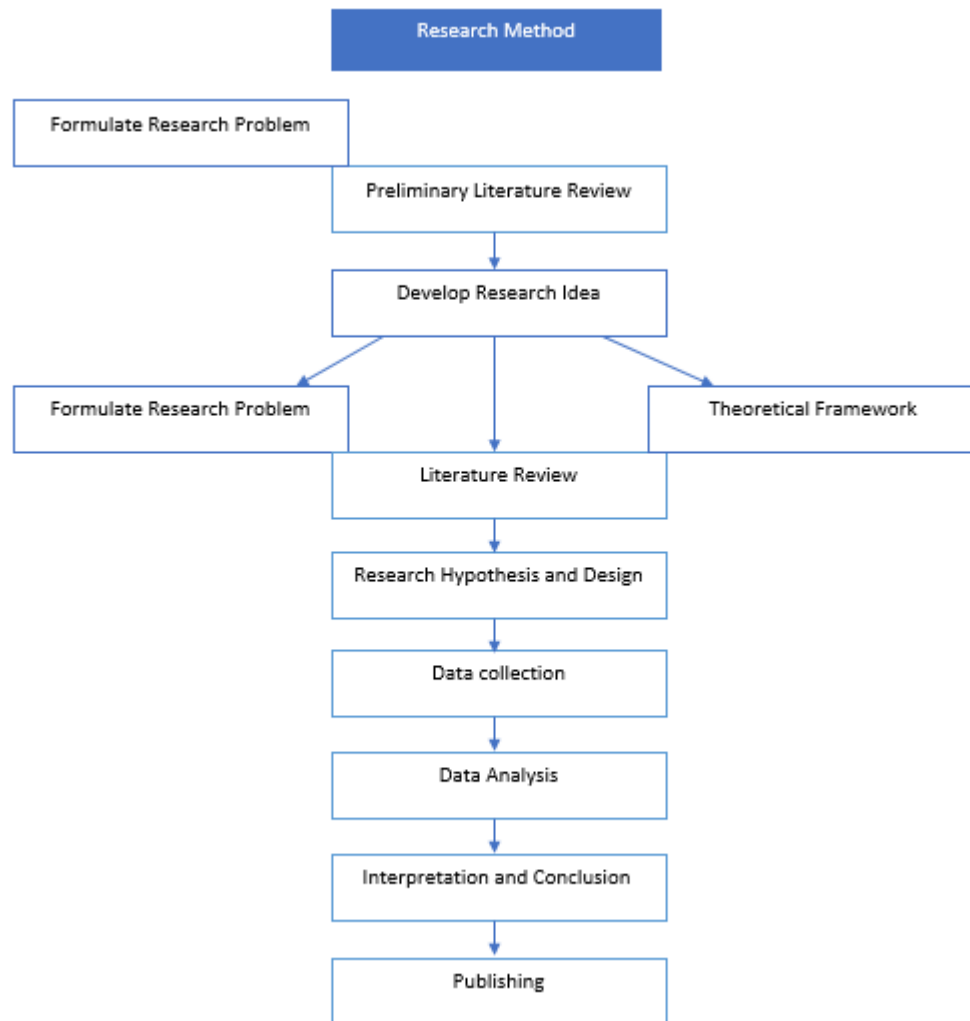 Research Method
Formulate Research Problem
Preliminary Literature Review
Develop Research Idea
Formulate Research Problem
Theoretical Framework
Literature Review
Research Hypothesis and Design
Data collection
Data Analysis
Interpretation and Conclusion
Publishing